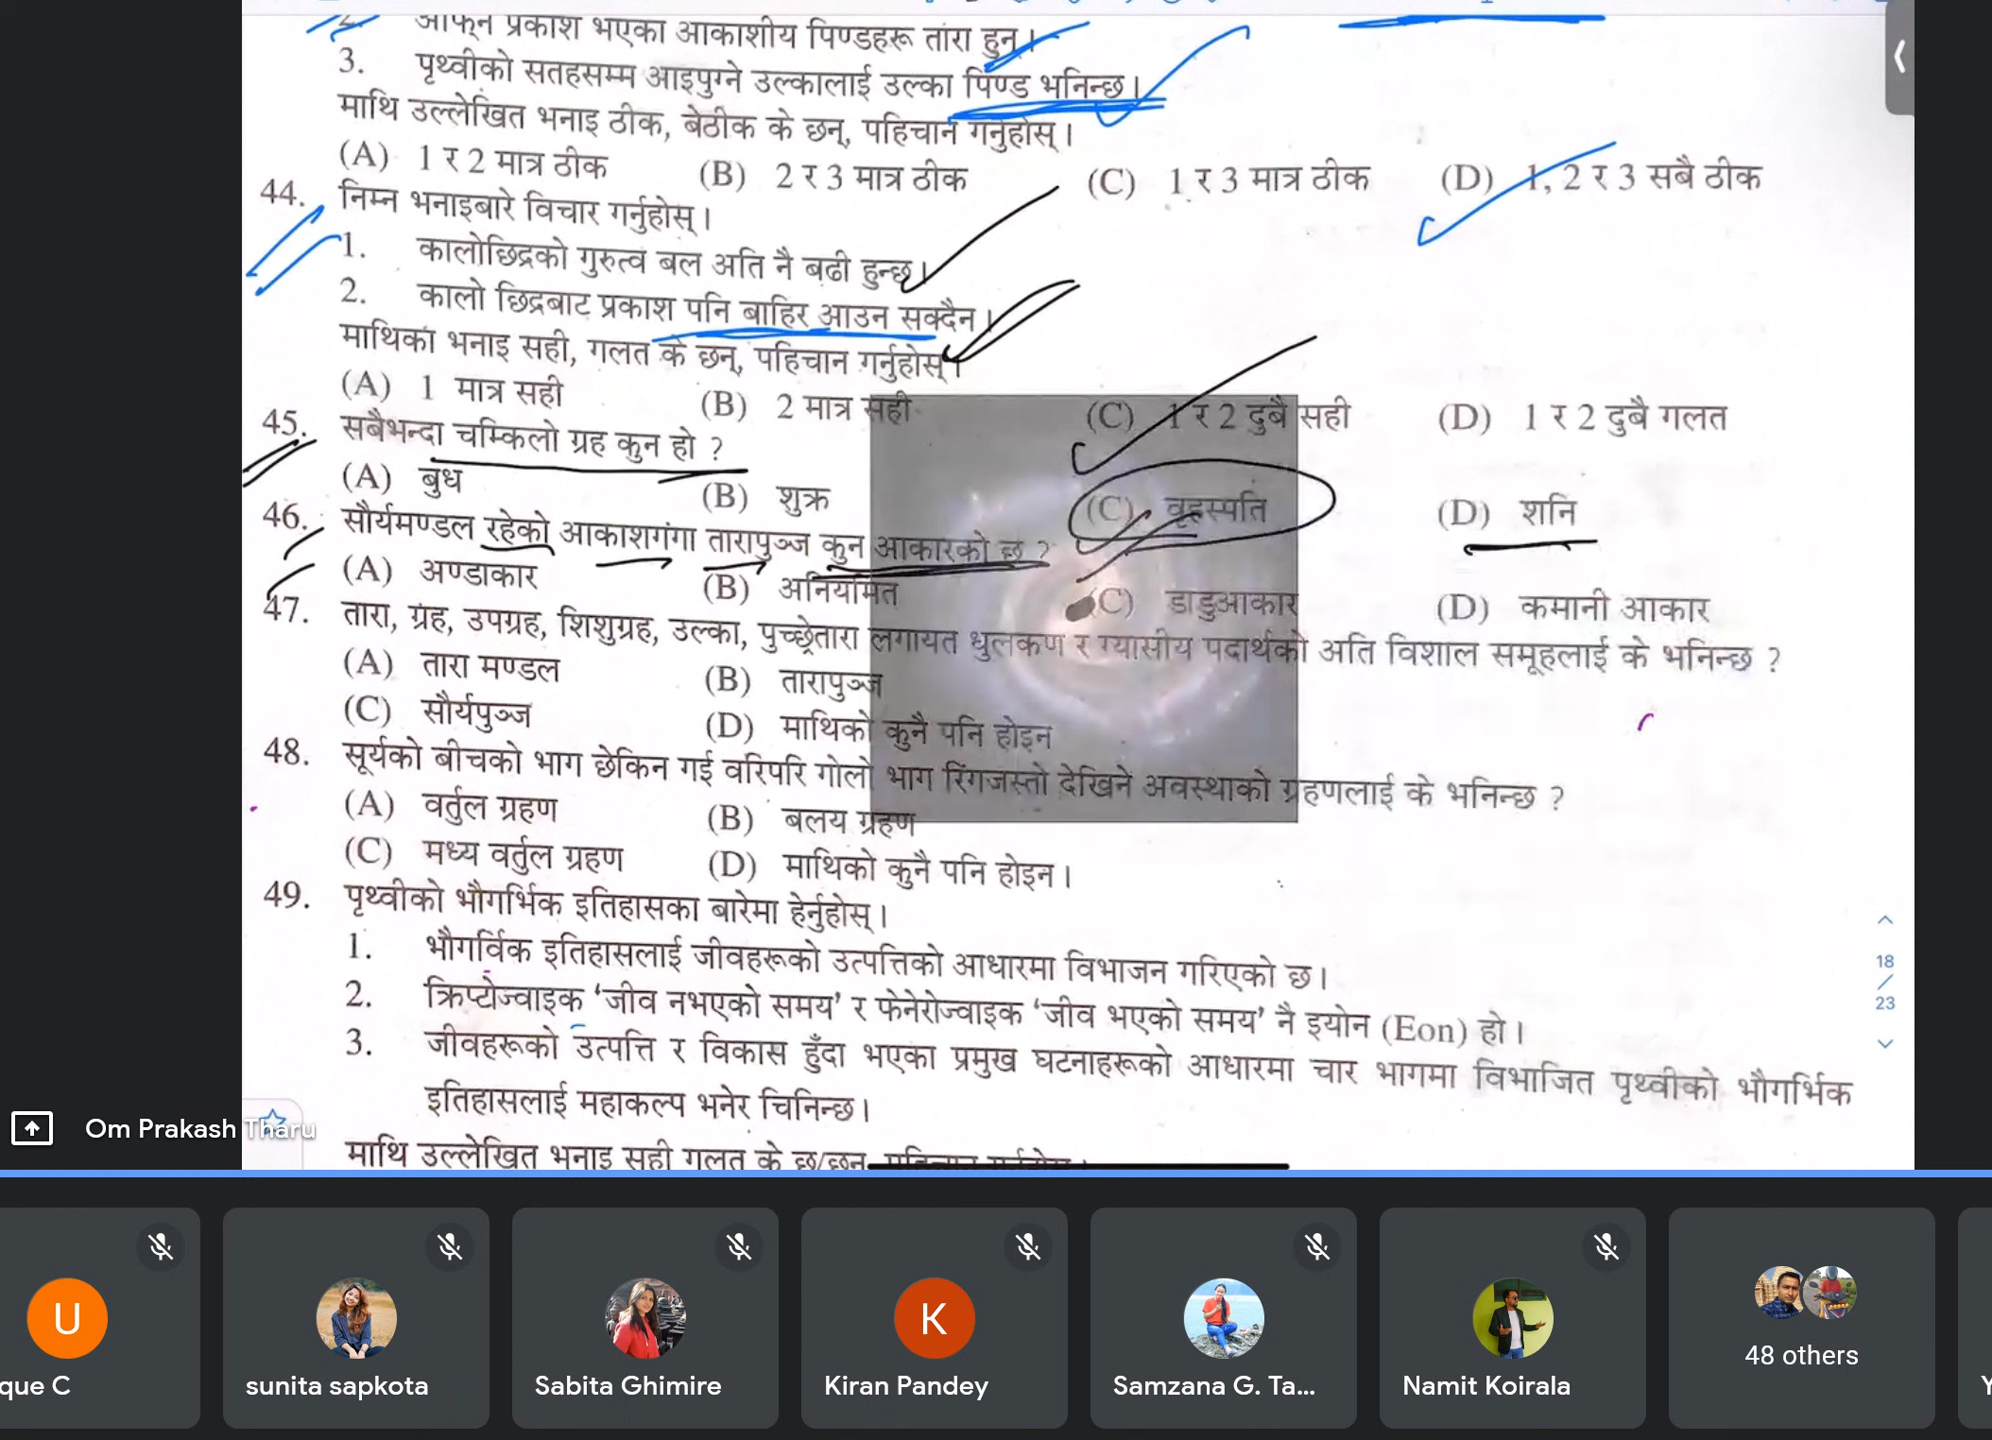 2. आफ्नै प्रकाश भएका आकाशीय पिण्डहरू तारा हुन् ।
3. पृथ्वीको सतहसम्म आइपुग्ने उल्कालाई उल्का पिण्ड भनिन्छ ।
माथि उल्लेखित भनाइ ठीक, बेठीक के छन्, पहिचान गर्नुहोस् ।
(A) 1 र 2 मात्र ठीक (B) 2 र 3 मात्र ठीक (C) 1 र 3 मात्र ठीक (D) 1, 2 र 3 सबै ठीक
44. निम्न भनाइबारे विचार गर्नुहोस् ।
1. कालोछिद्रको गुरुत्व बल अति नै बढी हुन्छ ।
2. कालो छिद्रबाट प्रकाश पनि बाहिर आउन सक्दैन ।
माथिका भनाइ सही, गलत के छन्, पहिचान गर्नुहोस् ।
(A) 1 मात्र सही (B) 2 मात्र सही (C) 1 र 2 दुबै सही (D) 1 र 2 दुबै गलत
45. सबैभन्दा चम्किलो ग्रह कुन हो ?
(A) बुध (B) शुक्र (C) वृहस्पति (D) शनि
46. सौर्यमण्डल रहेको आकाशगंगा तारापुञ्ज कुन आकारको छ ?
(A) अण्डाकार (B) अनियमित (C) डाडुआकार (D) कमानी आकार
47. तारा, ग्रह, उपग्रह, शिशुग्रह, उल्का, पुच्छ्रेतारा लगायत धुलकण र ग्यासीय पदार्थको अति विशाल समूहलाई के भनिन्छ ?
(A) तारा मण्डल (B) तारापुञ्ज
(C) सौर्यपुञ्ज (D) माथिको कुनै पनि होइन
48. सूर्यको बीचको भाग छेकिन गई वरिपरि गोलो भाग रिंगजस्तो देखिने अवस्थाको ग्रहणलाई के भनिन्छ ?
(A) वर्तुल ग्रहण (B) बलय ग्रहण
(C) मध्य वर्तुल ग्रहण (D) माथिको कुनै पनि होइन ।
49. पृथ्वीको भौगर्भिक इतिहासका बारेमा हेर्नुहोस् ।
1. भौगर्विक इतिहासलाई जीवहरूको उत्पत्तिको आधारमा विभाजन गरिएको छ ।
2. क्रिप्टोज्वाइक ‘जीव नभएको समय’ र फेनेरोज्वाइक ‘जीव भएको समय’ नै इयोन (Eon) हो ।
3. जीवहरूको उत्पत्ति र विकास हुँदा भएका प्रमुख घटनाहरूको आधारमा चार भागमा विभाजित पृथ्वीको भौगर्भिक
इतिहासलाई महाकल्प भनेर चिनिन्छ ।
माथि उल्लेखित भनाइ सही गलत के छ/छन्
18
/
23
Om Prakash Tharu
U
que C
sunita sapkota
Sabita Ghimire
K
Kiran Pandey
Samzana G. Ta...
Namit Koirala
48 others